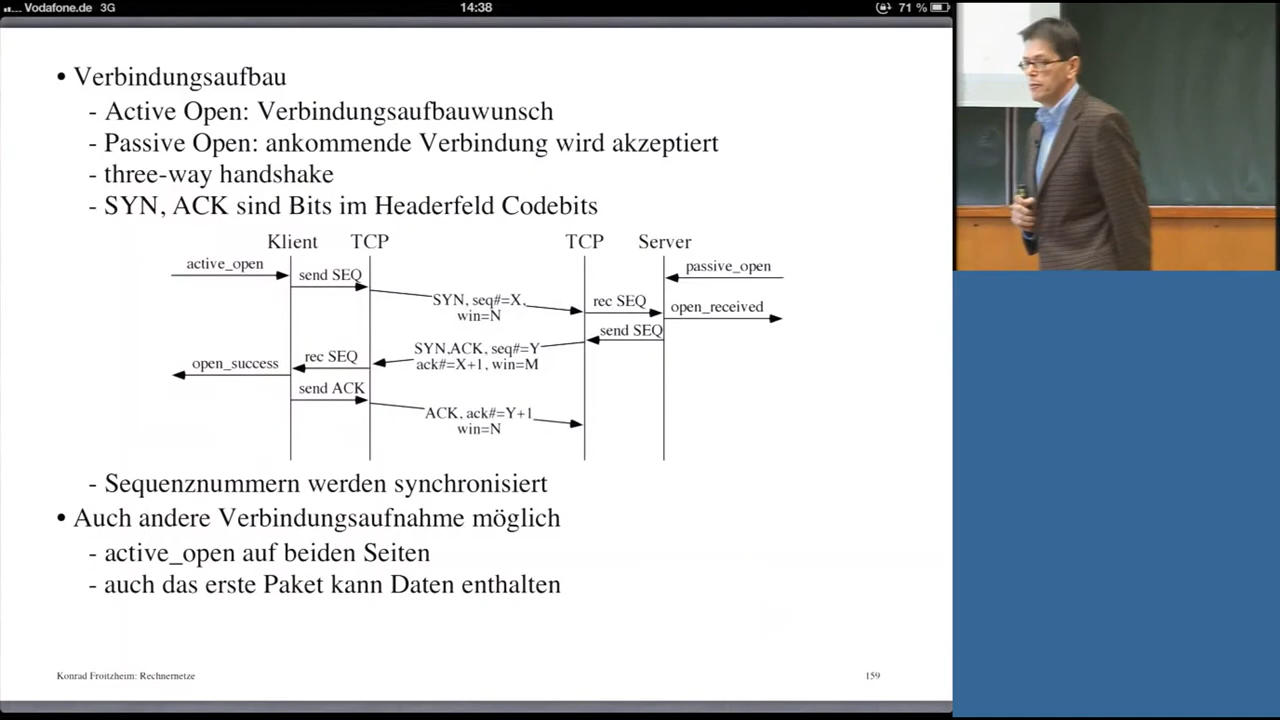 Vodafone.de 3G 14:38 71 %
• Verbindungsaufbau
- Active Open: Verbindungsaufbauwunsch
- Passive Open: ankommende Verbindung wird akzeptiert
- three-way handshake
- SYN, ACK sind Bits im Headerfeld Codebits
Klient TCP TCP Server
active_open
send SEQ
passive_open
SYN, seq#=X,
win=N
rec SEQ
open_received
send SEQ
SYN,ACK, seq#=Y
ack#=X+1, win=M
rec SEQ
open_success
send ACK
ACK, ack#=Y+1
win=N
- Sequenznummern werden synchronisiert
• Auch andere Verbindungsaufnahme möglich
- active_open auf beiden Seiten
- auch das erste Paket kann Daten enthalten
Konrad Froitzheim: Rechnernetze 159